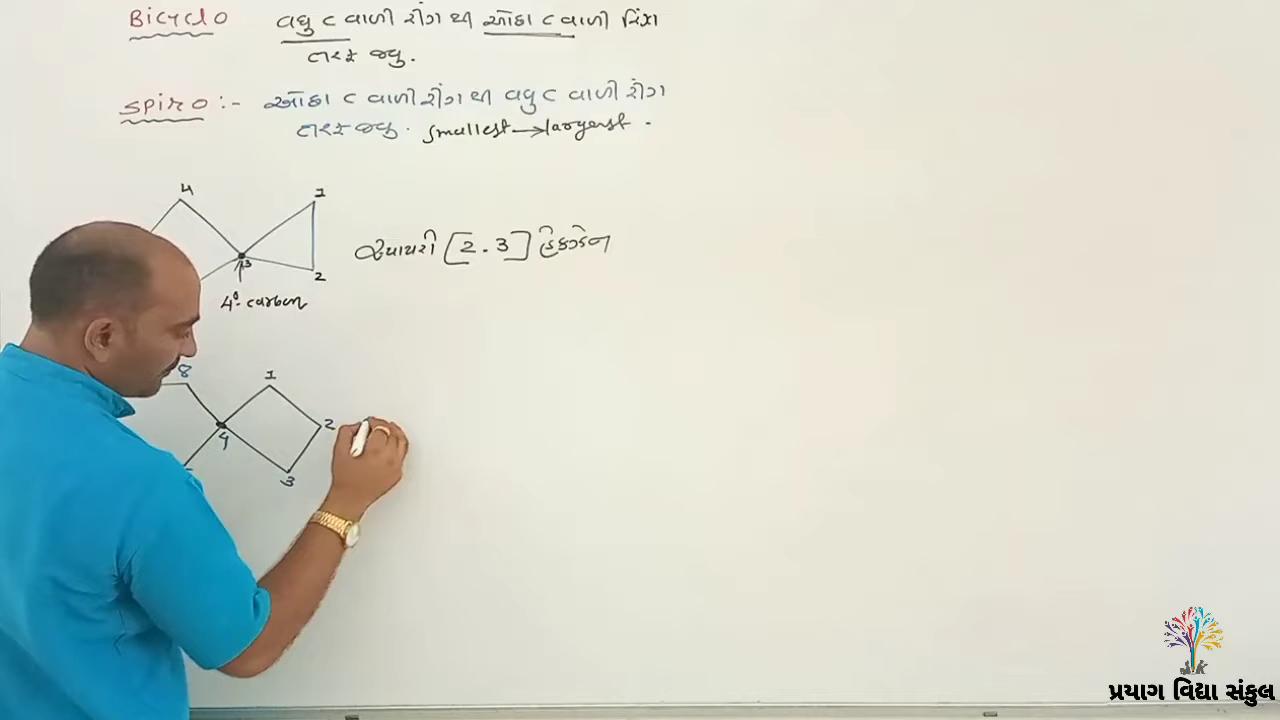 Bicyclo વધુ C વાળી રીંગ થી ઓછા C વાળી રિંગ
તરફ જવુ.
Spiro :- ઓછા C વાળી રીંગ થી વધુ C વાળી રીંગ
તરફ જવુ. smallest → largest.
4
1
સ્પાયરો [2.3] હેક્ઝેન
3
2
4° carbon
8
1
4
2
3
પ્રયાગ વિદ્યા સંકુલ